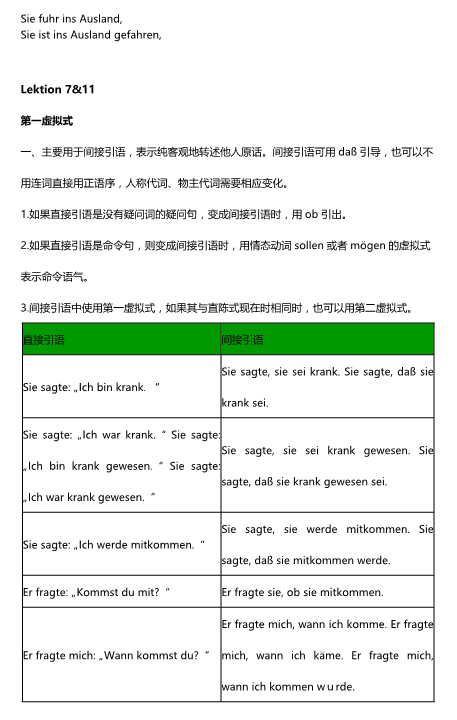 Sie fuhr ins Ausland,
Sie ist ins Ausland gefahren,
Lektion 7&11
第一虚拟式
一、主要用于间接引语，表示纯客观地转述他人原话。间接引语可用 daß 引导，也可以不
用连词直接用正语序，人称代词、物主代词需要相应变化。
1.如果直接引语是没有疑问词的疑问句，变成间接引语时，用 ob 引出。
2.如果直接引语是命令句，则变成间接引语时，用情态动词 sollen 或者 mögen 的虚拟式
表示命令语气。
3.间接引语中使用第一虚拟式，如果其与直陈式现在时相同时，也可以用第二虚拟式。
直接引语
间接引语
Sie sagte: „Ich bin krank. “
Sie sagte, sie sei krank. Sie sagte, daß sie
krank sei.
Sie sagte: „Ich war krank. “ Sie sagte:
„Ich bin krank gewesen. “ Sie sagte:
„Ich war krank gewesen. “
Sie sagte, sie sei krank gewesen. Sie
sagte, daß sie krank gewesen sei.
Sie sagte: „Ich werde mitkommen. “
Sie sagte, sie werde mitkommen. Sie
sagte, daß sie mitkommen werde.
Er fragte: „Kommst du mit? “
Er fragte sie, ob sie mitkommen.
Er fragte mich: „Wann kommst du? “
Er fragte mich, wann ich komme. Er fragte
mich, wann ich käme. Er fragte mich,
wann ich kommen w u rde.